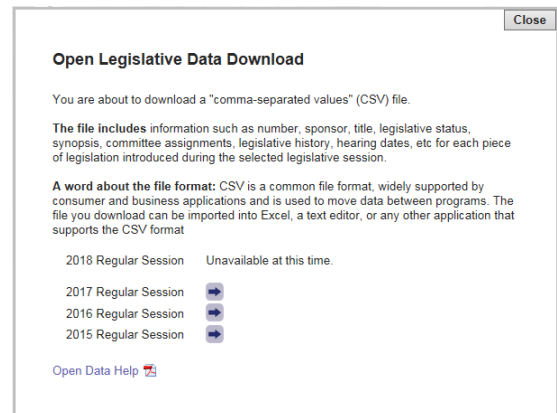 Close
Open Legislative Data Download
You are about to download a "comma-separated values" (CSV) file.
The file includes information such as number, sponsor, title, legislative status,
synopsis, committee assignments, legislative history, hearing dates, etc for each piece
of legislation introduced during the selected legislative session.
A word about the file format: CSV is a common file format, widely supported by
consumer and business applications and is used to move data between programs. The
file you download can be imported into Excel, a text editor, or any other application that
supports the CSV format
2018 Regular Session Unavailable at this time.
2017 Regular Session
2016 Regular Session
2015 Regular Session
Open Data Help